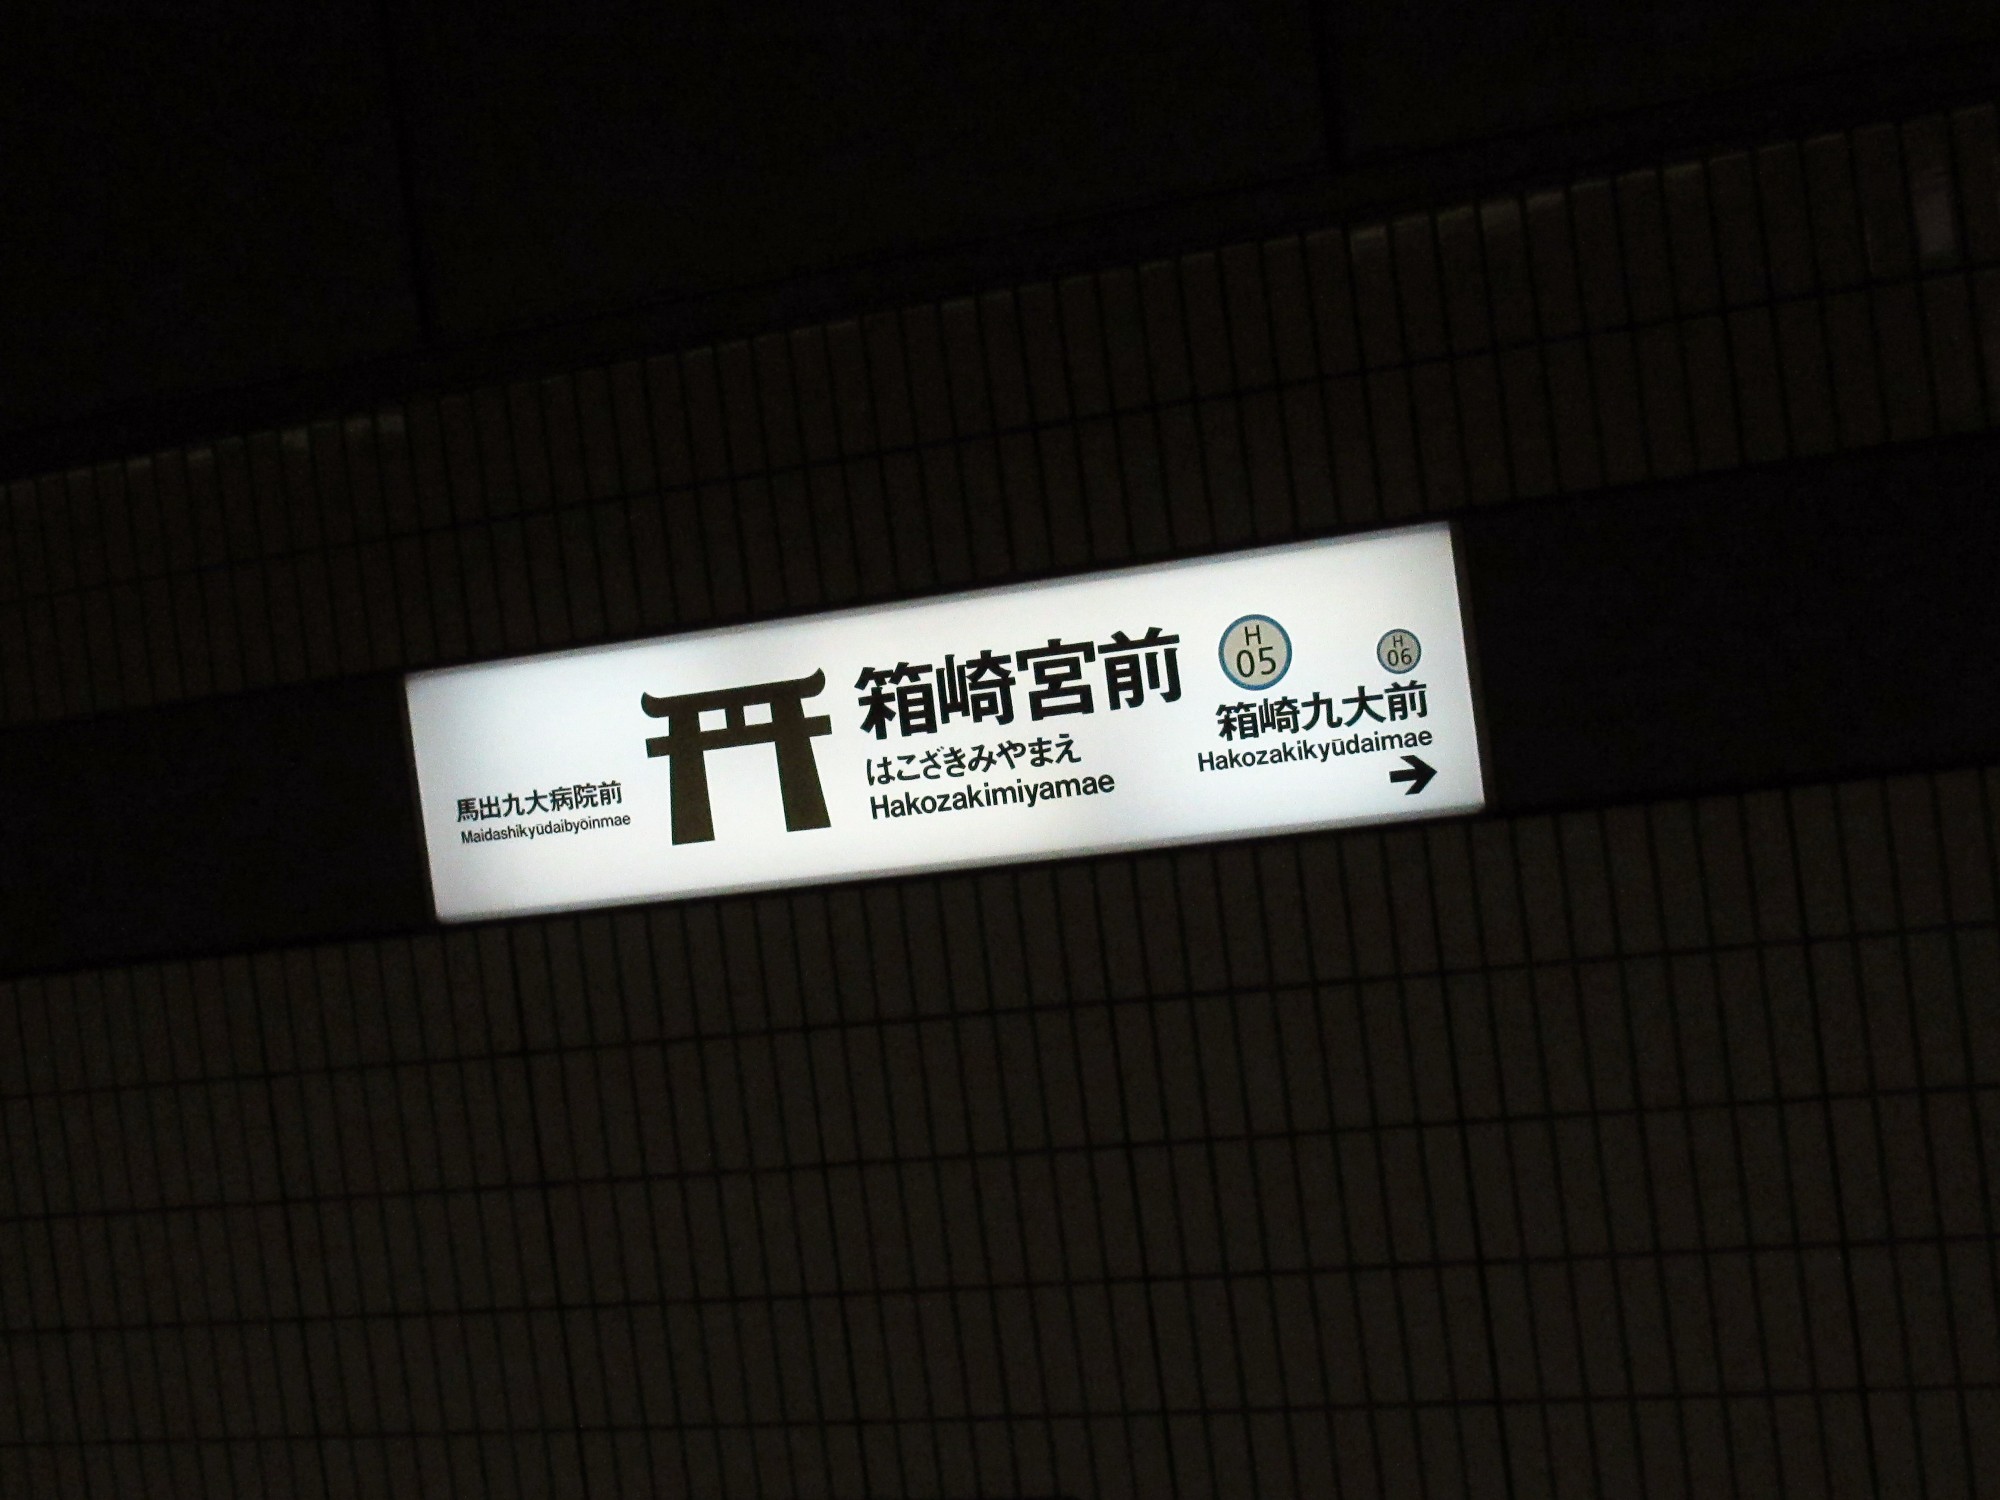 馬出九大病院前
Maidashikyūdaibyōinmae
箱崎宮前
はこざきみやまえ
Hakozakimiyamae
H
05
H
06
箱崎九大前
Hakozakikyūdaimae